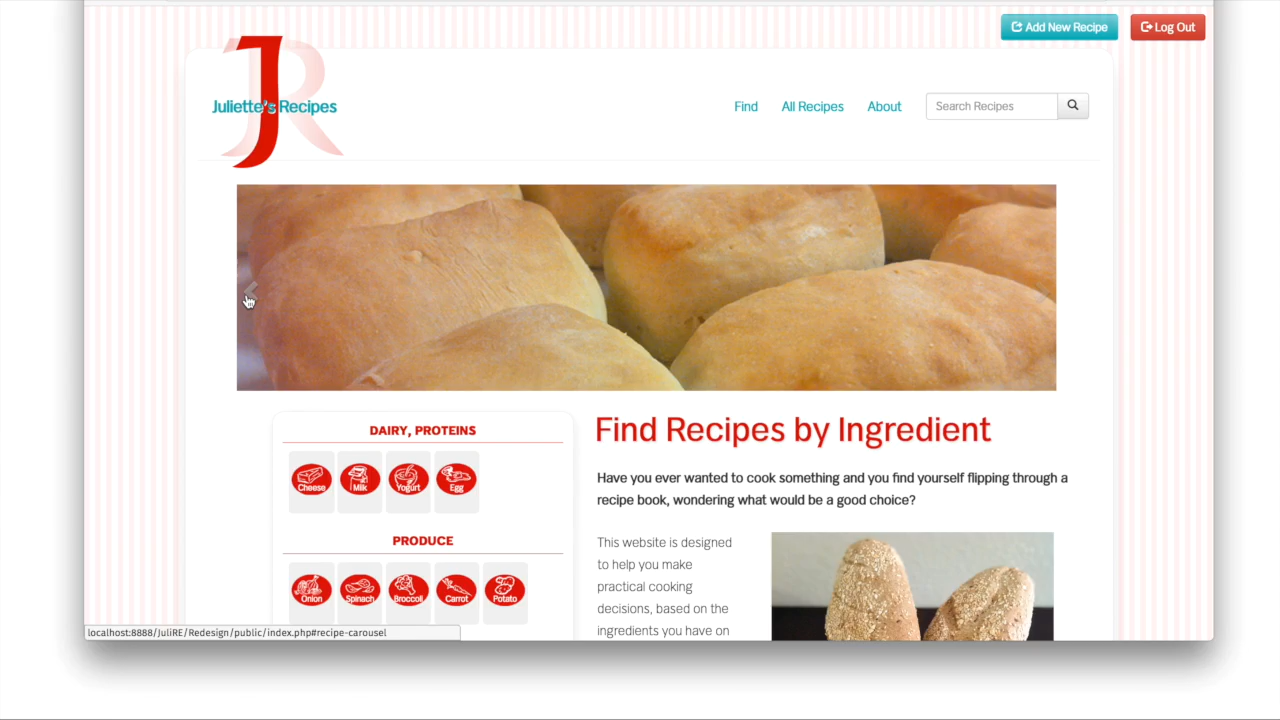 Add New Recipe
Log Out
JR
Juliette's Recipes
Find
All Recipes
About
Search Recipes
DAIRY, PROTEINS
Cheese
Milk
Yogurt
Egg
PRODUCE
Onion
Spinach
Broccoli
Carrot
Potato
Find Recipes by Ingredient
Have you ever wanted to cook something and you find yourself flipping through a
recipe book, wondering what would be a good choice?
This website is designed
to help you make
practical cooking
decisions, based on the
ingredients you have on
localhost:8888/JuliRE/Redesign/public/index.php#recipe-carousel